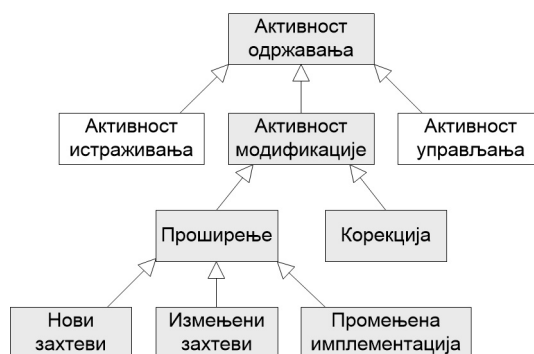 Активност
одржавања
Активност
истраживања
Активност
модификације
Активност
управљања
Проширење
Корекција
Нови
захтеви
Измењени
захтеви
Промењена
имплементација